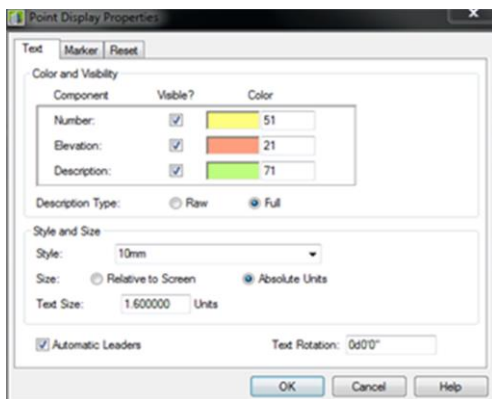 Point Display Properties
Text Marker Reset
Color and Visibility
Component Visible? Color
Number: 51
Elevation: 21
Description: 71
Description Type: Raw Full
Style and Size
Style: 10mm
Size: Relative to Screen Absolute Units
Text Size: 1.600000 Units
Automatic Leaders Text Rotation: 0d0'0"
OK Cancel Help